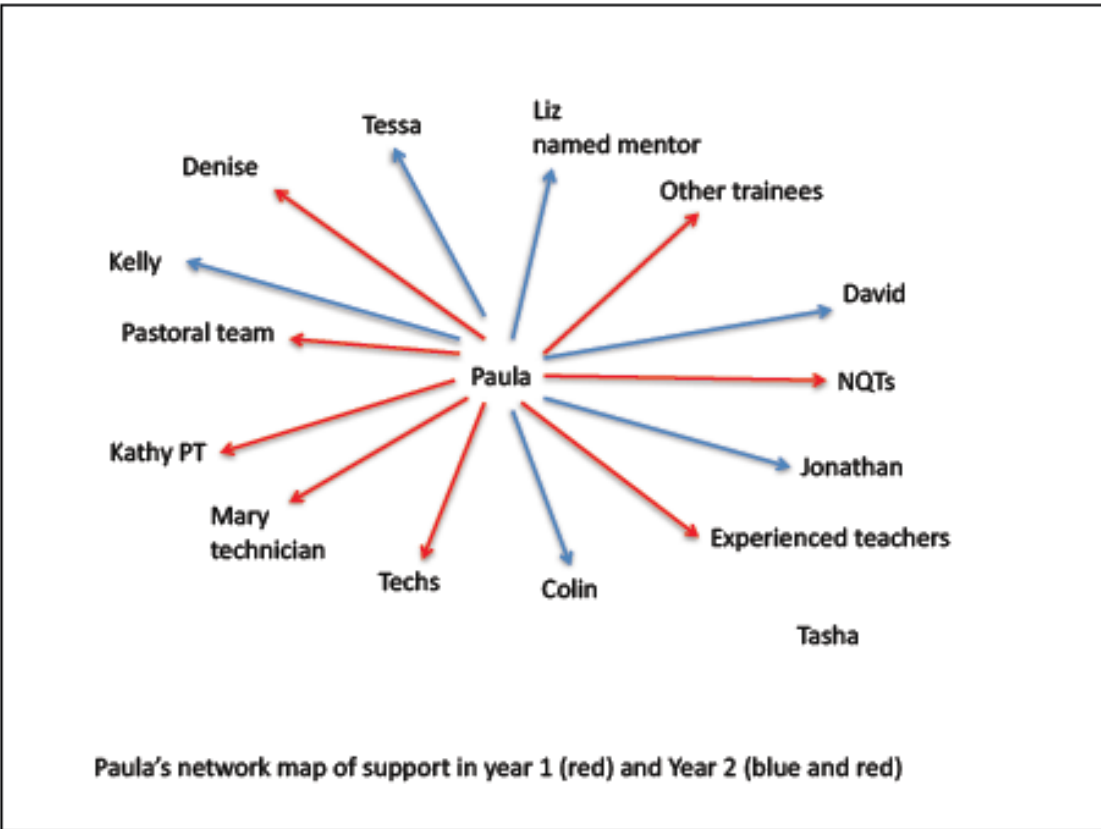 Liz
named mentor
Tessa
Denise
Other trainees
Kelly
David
Pastoral team
Paula
NQTs
Kathy PT
Jonathan
Mary
technician
Experienced teachers
Techs
Colin
Tasha
Paula’s network map of support in year 1 (red) and Year 2 (blue and red)